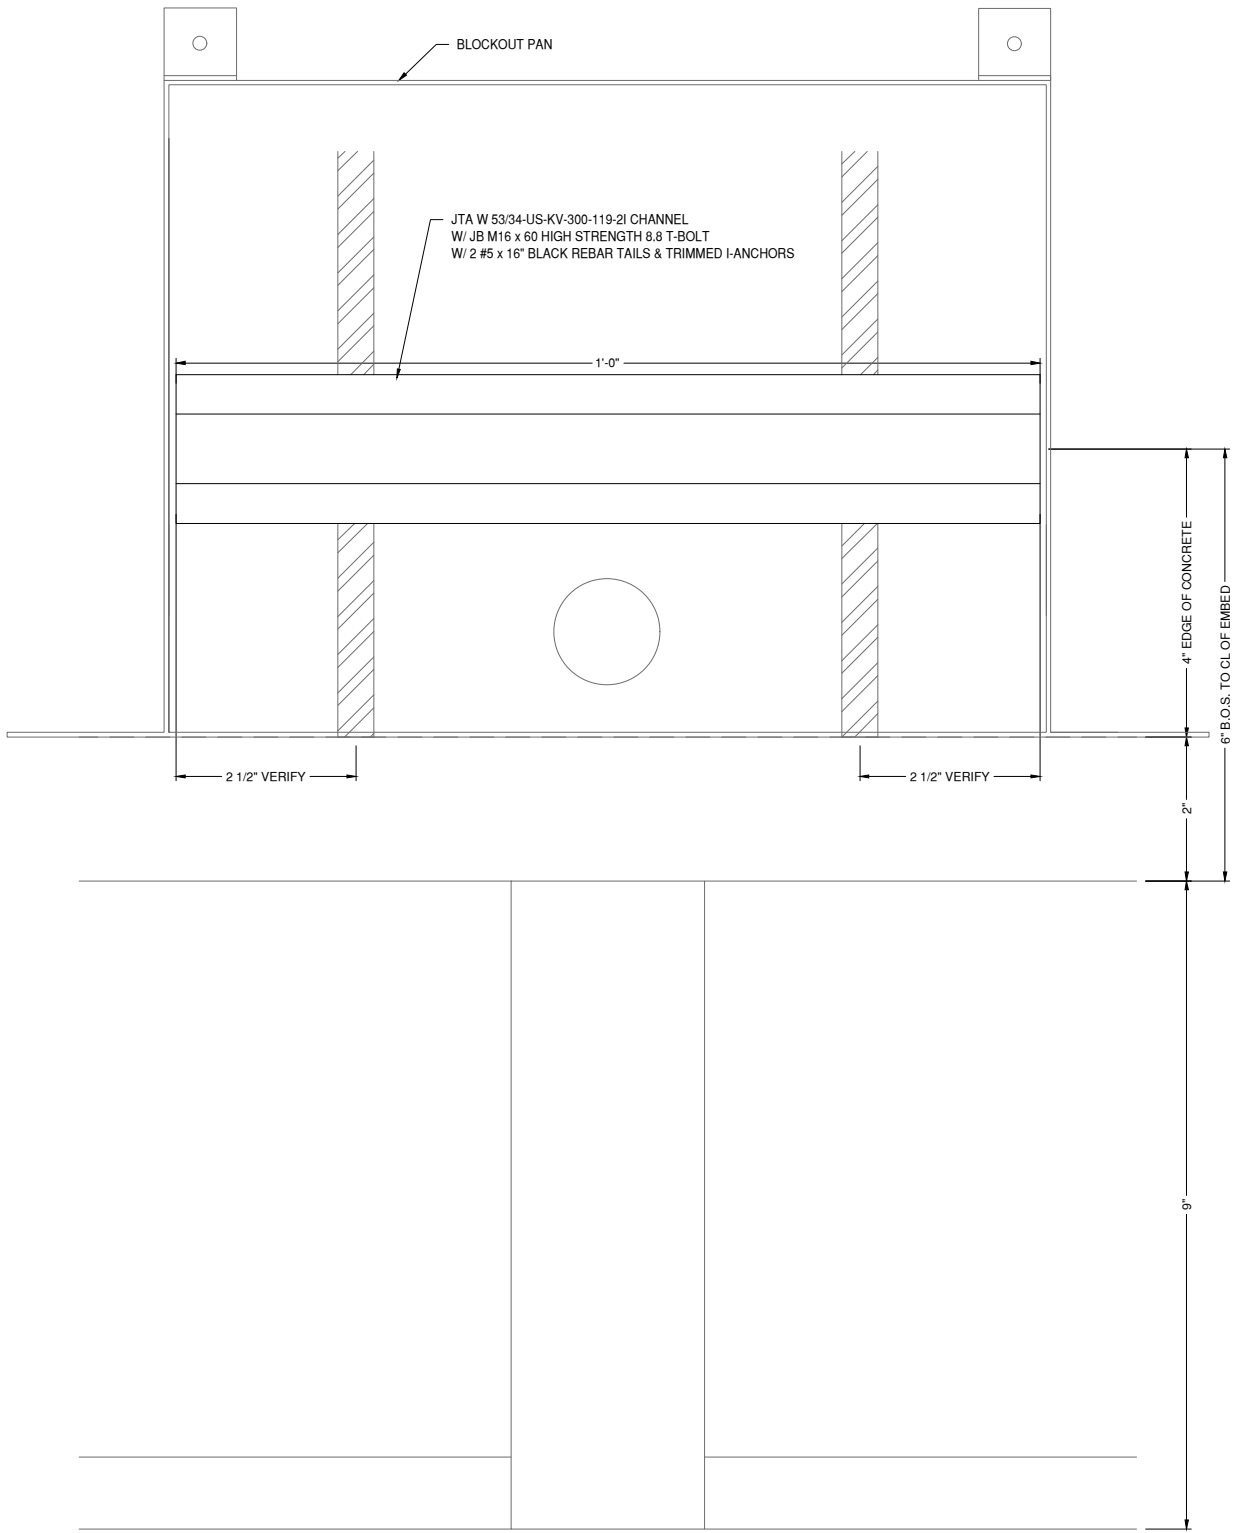 BLOCKOUT PAN
JTA W 53/34-US-KV-300-119-2I CHANNEL
W/ JB M16 x 60 HIGH STRENGTH 8.8 T-BOLT
W/ 2 #5 x 16" BLACK REBAR TAILS & TRIMMED I-ANCHORS
1'-0"
4" EDGE OF CONCRETE
6" B.O.S. TO CL OF EMBED
2 1/2" VERIFY
2 1/2" VERIFY
2"
9"